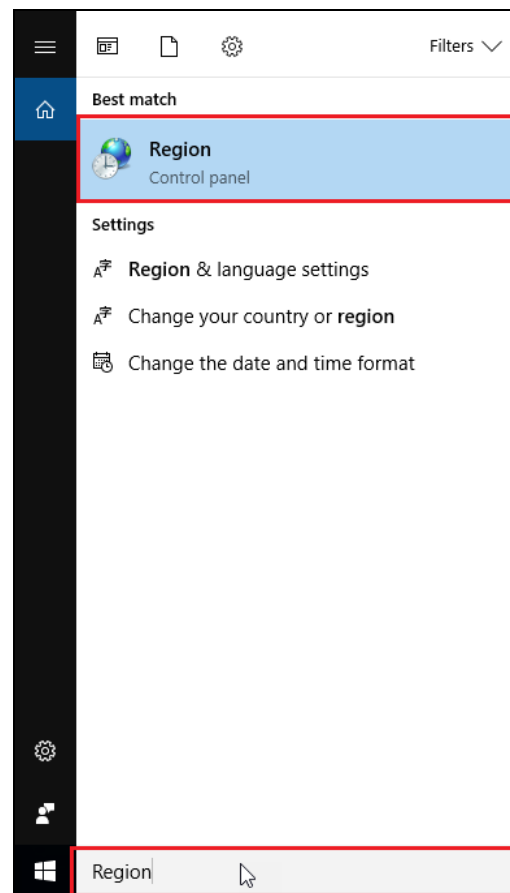 Filters
Best match
Region
Control panel
Settings
Region & language settings
Change your country or region
Change the date and time format
Region